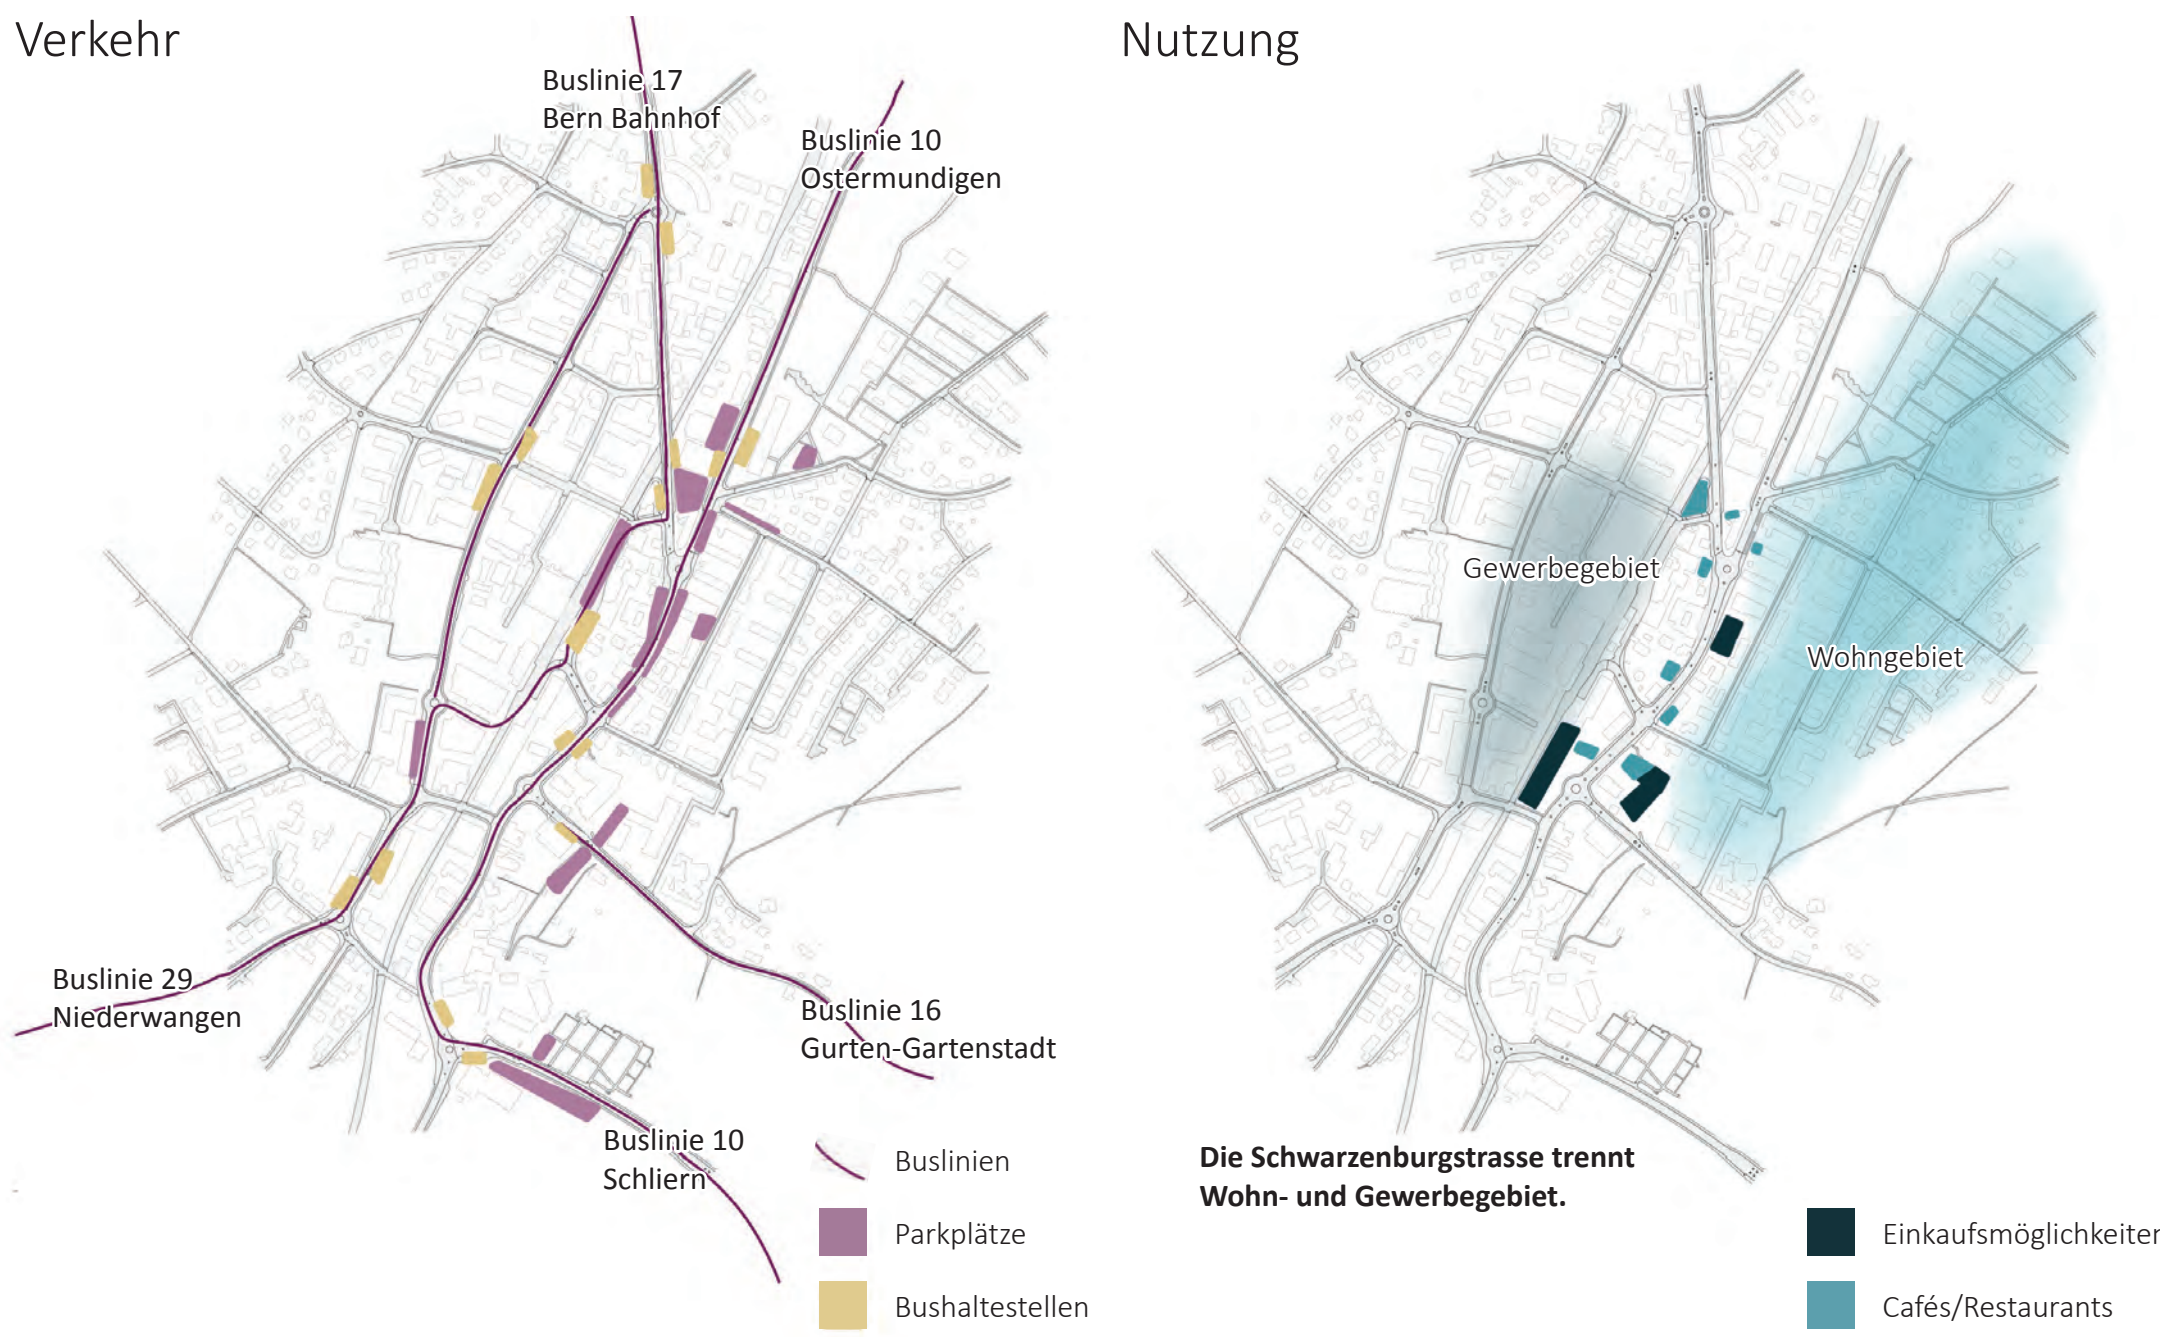 Verkehr
Buslinie 17
Bern Bahnhof
Buslinie 10
Ostermundigen
Buslinie 29
Niederwangen
Buslinie 16
Gurten-Gartenstadt
Buslinie 10
Schliern
Buslinien
Parkplätze
Bushaltestellen
Nutzung
Gewerbegebiet
Wohngebiet
Die Schwarzenburgstrasse trennt
Wohn- und Gewerbegebiet.
Einkaufsmöglichkeiten
Cafés/Restaurants